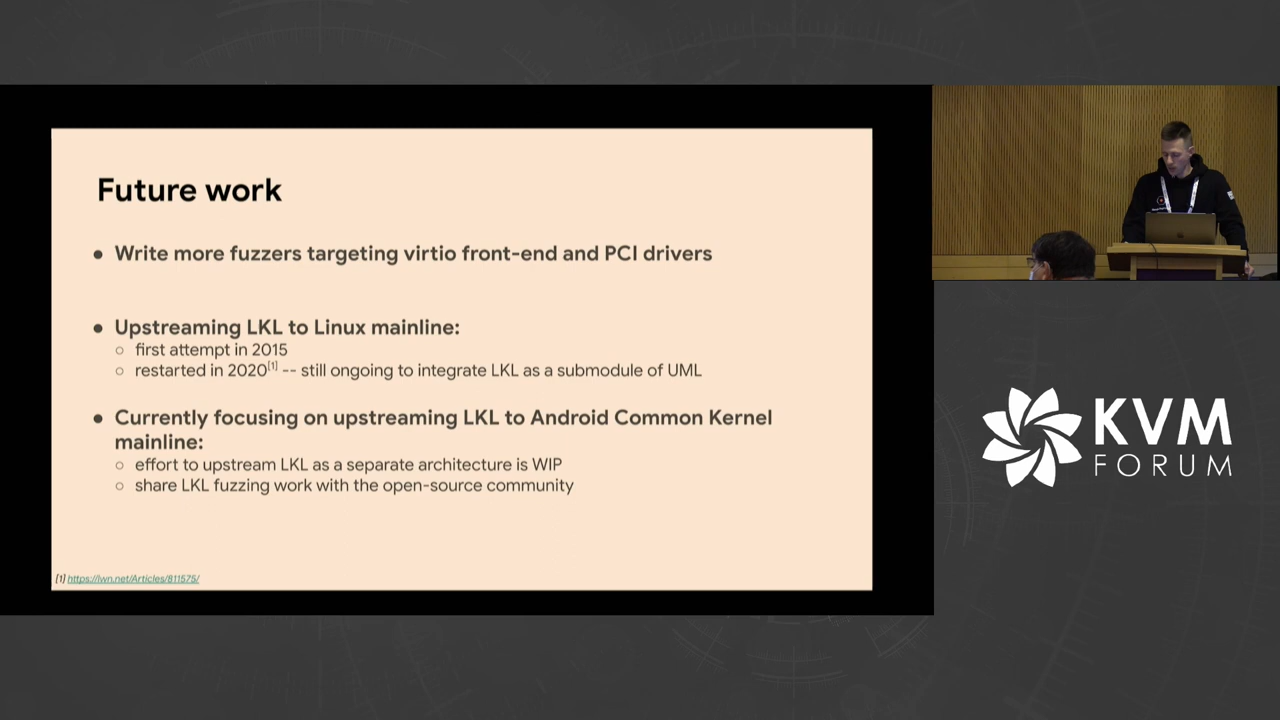 Future work
● Write more fuzzers targeting virtio front-end and PCI drivers
● Upstreaming LKL to Linux mainline:
○ first attempt in 2015
○ restarted in 2020[1] -- still ongoing to integrate LKL as a submodule of UML
● Currently focusing on upstreaming LKL to Android Common Kernel
mainline:
○ effort to upstream LKL as a separate architecture is WIP
○ share LKL fuzzing work with the open-source community
[1] https://lwn.net/Articles/811575/
KVM
FORUM